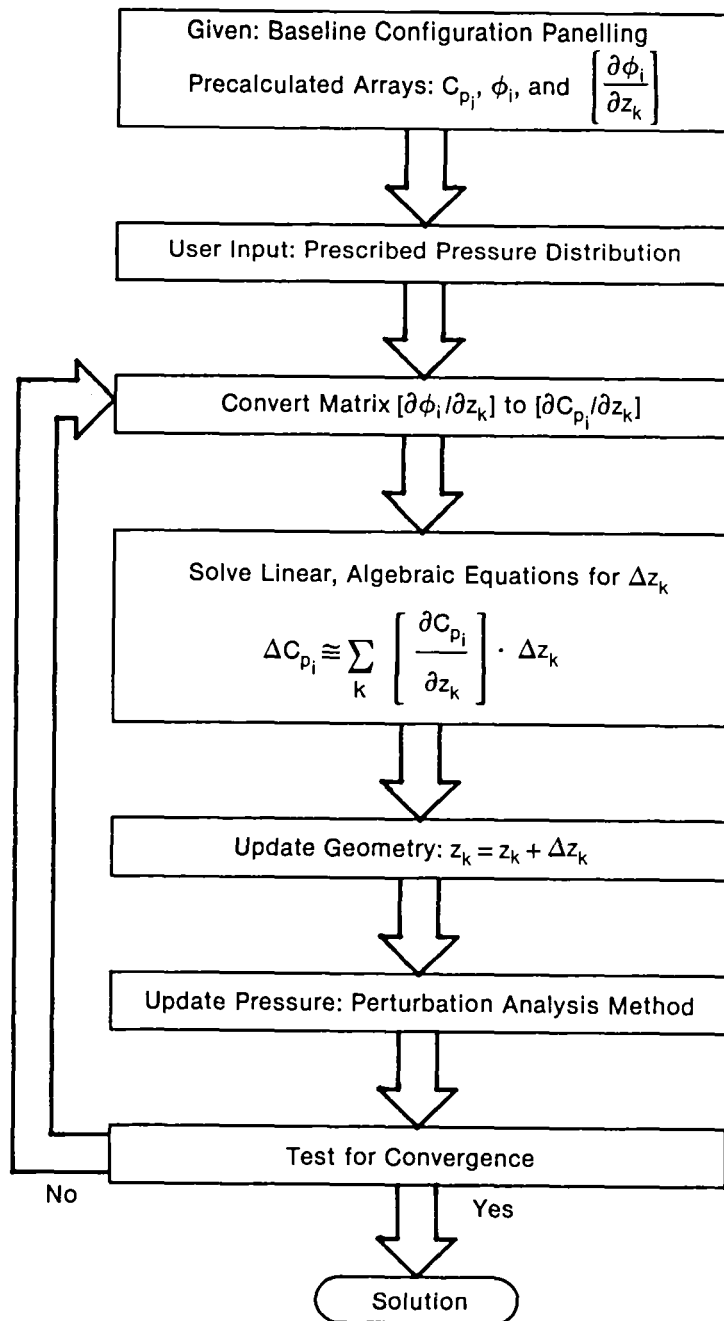 Given: Baseline Configuration Panelling
Precalculated Arrays: C_{p_i}, ϕ_i, and [∂ϕ_i/∂z_k]
User Input: Prescribed Pressure Distribution
Convert Matrix [∂ϕ_i/∂z_k] to [∂C_{p_i}/∂z_k]
Solve Linear, Algebraic Equations for Δz_k
ΔC_{p_i} ≅ ∑_k [∂C_{p_i}/∂z_k] · Δz_k
Update Geometry: z_k = z_k + Δz_k
Update Pressure: Perturbation Analysis Method
Test for Convergence
No
Yes
Solution